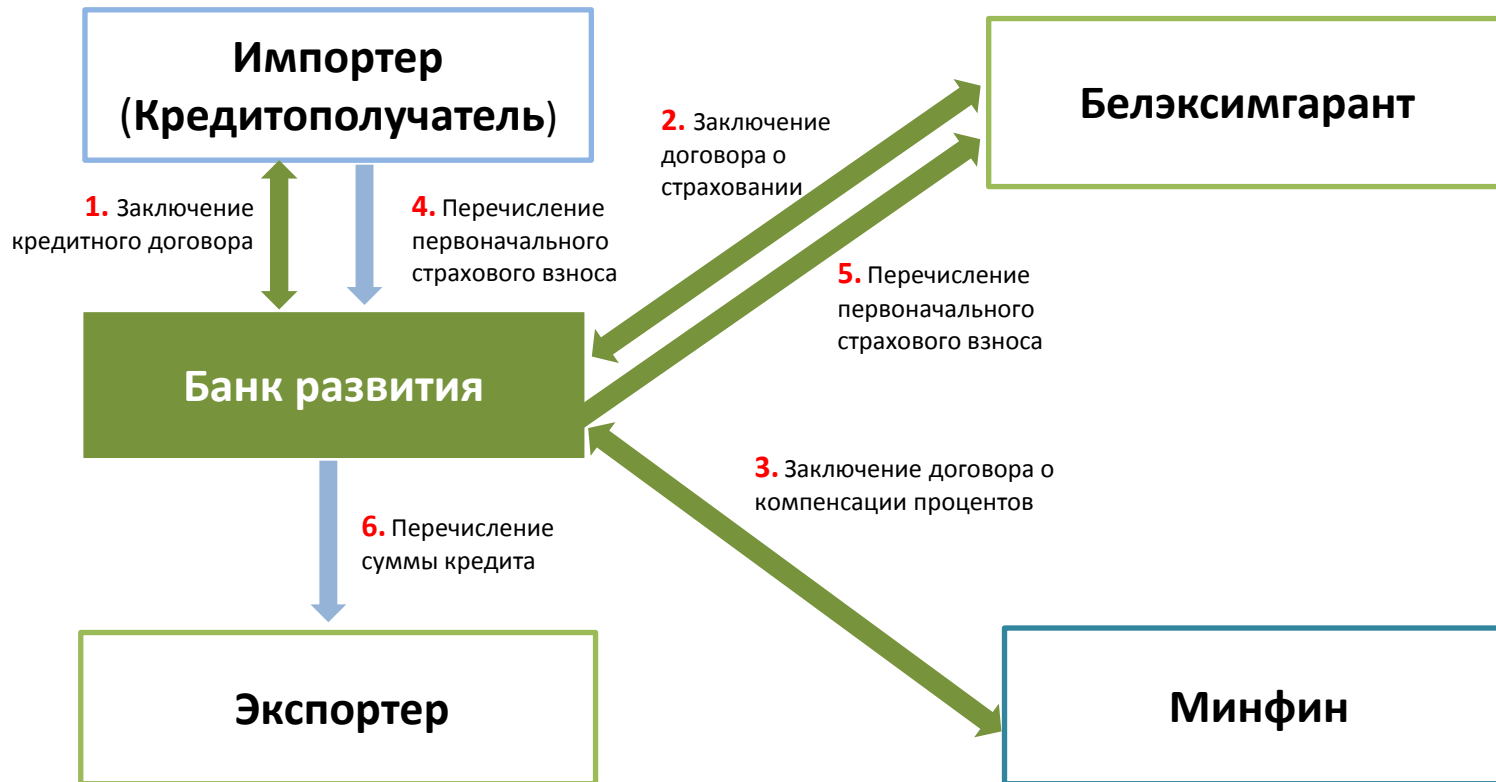 Импортер
(Кредитополучатель)
Белэксимгарант
2. Заключение
договора о
страховании
1. Заключение
кредитного договора
4. Перечисление
первоначального
страхового взноса
5. Перечисление
первоначального
страхового взноса
Банк развития
3. Заключение договора о
компенсации процентов
6. Перечисление
суммы кредита
Экспортер
Минфин